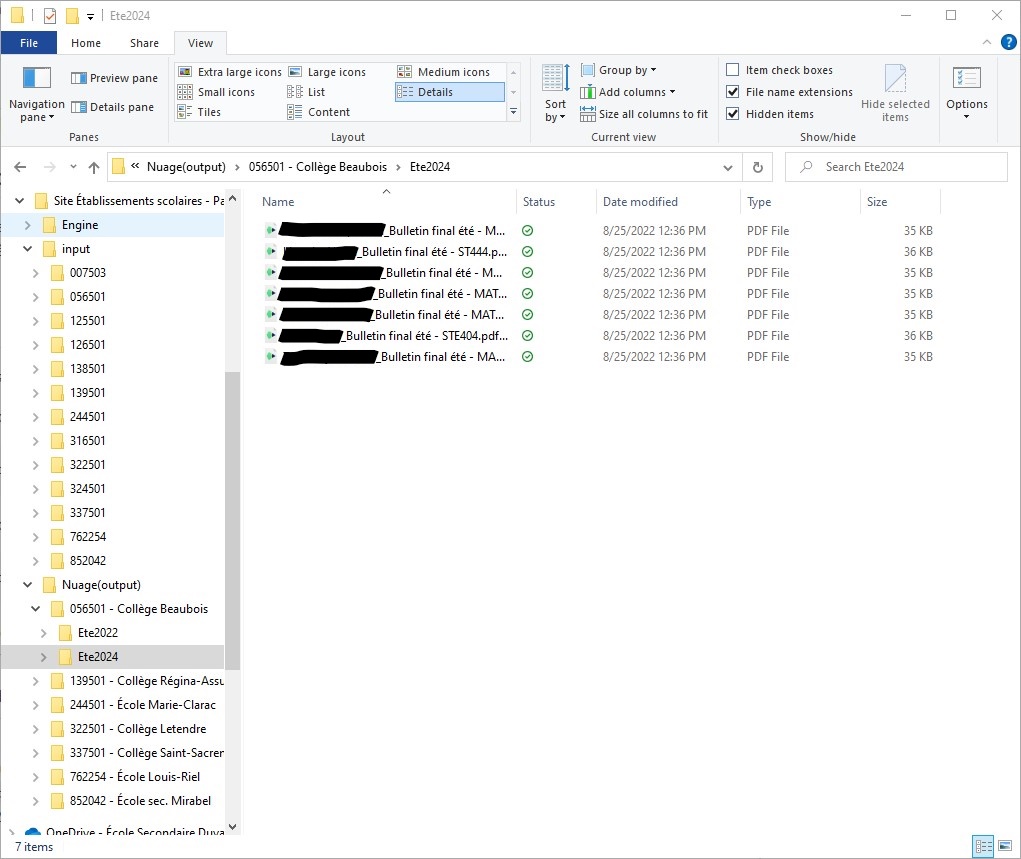 Ete2024
File Home Share View
Navigation pane
Preview pane
Details pane
Panes
Extra large icons Large icons Medium icons
Small icons List Details
Tiles Content
Layout
Sort by
Group by
Add columns
Size all columns to fit
Current view
Item check boxes
File name extensions
Hidden items
Hide selected items
Show/hide
Options
« Nuage(output) › 056501 - Collège Beaubois › Ete2024
Search Ete2024
Site Établissements scolaires - Pa
Engine
input
007503
056501
125501
126501
138501
139501
244501
316501
322501
324501
337501
762254
852042
Nuage(output)
056501 - Collège Beaubois
Ete2022
Ete2024
139501 - Collège Régina-Assu
244501 - École Marie-Clarac
322501 - Collège Letendre
337501 - Collège Saint-Sacrer
762254 - École Louis-Riel
852042 - École sec. Mirabel
OneDrive - École Secondaire Duva
Name Status Date modified Type Size
_Bulletin final été - M... 8/25/2022 12:36 PM PDF File 35 KB
_Bulletin final été - ST444.p... 8/25/2022 12:36 PM PDF File 36 KB
_Bulletin final été - M... 8/25/2022 12:36 PM PDF File 35 KB
_Bulletin final été - MAT... 8/25/2022 12:36 PM PDF File 35 KB
_Bulletin final été - MAT... 8/25/2022 12:36 PM PDF File 35 KB
_Bulletin final été - STE404.pdf... 8/25/2022 12:36 PM PDF File 36 KB
_Bulletin final été - MA... 8/25/2022 12:36 PM PDF File 35 KB
7 items